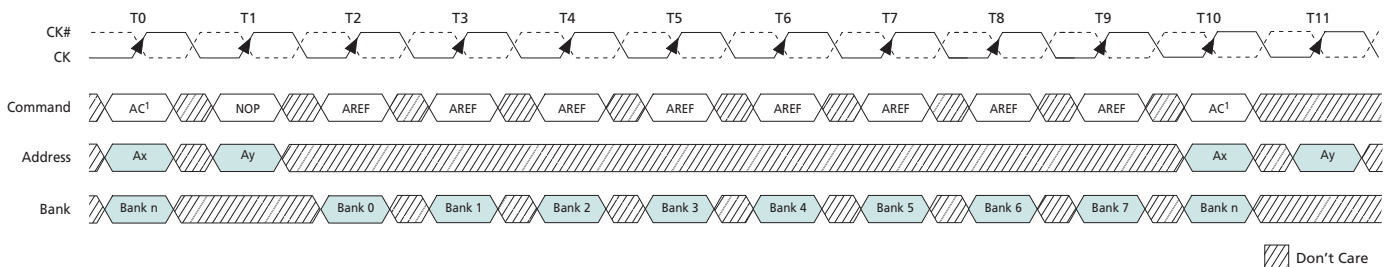 T0 T1 T2 T3 T4 T5 T6 T7 T8 T9 T10 T11
CK#
CK
Command AC¹ NOP AREF AREF AREF AREF AREF AREF AREF AREF AC¹
Address Ax Ay Ax Ay
Bank Bank n Bank 0 Bank 1 Bank 2 Bank 3 Bank 4 Bank 5 Bank 6 Bank 7 Bank n
Don't Care